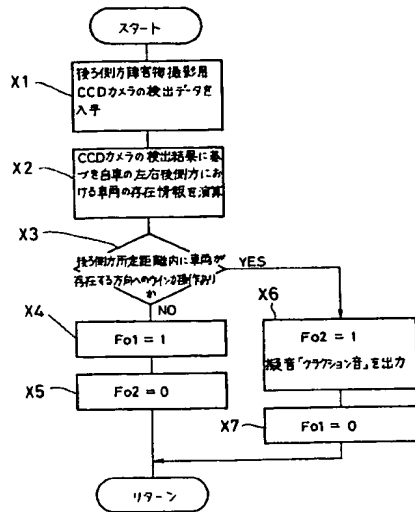 スタート
X1
後ろ側方障害物撮影用
CCDカメラの検出データを
入手
X2
CCDカメラの検出結果に基
づき自車の左右後側方にお
ける車両の存在情報を演算
X3
後ろ側方所定距離内に車両が
存在する方向へのウインカ操作ありか
YES
NO
X4
Fo1 = 1
X5
Fo2 = 0
X6
Fo2 = 1
擬音「クラクション音」を出力
X7
Fo1 = 0
リターン